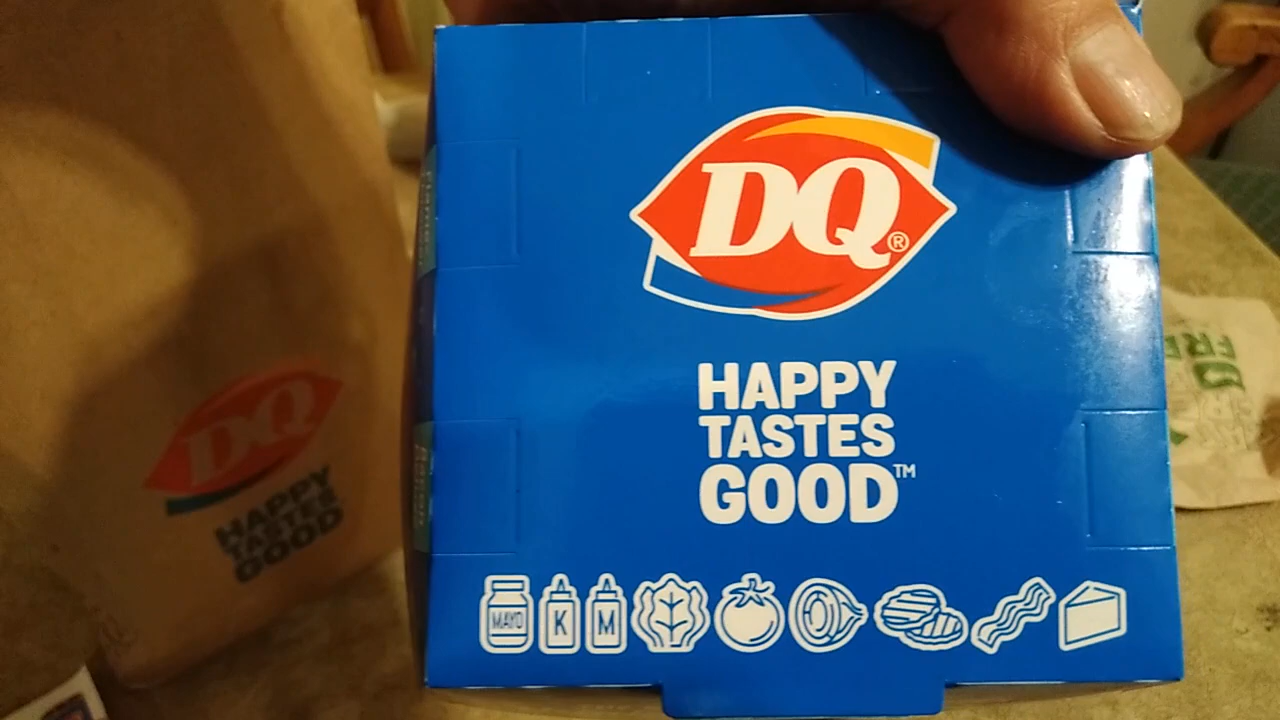 DQ®
HAPPY
TASTES
GOOD™
MAYO K M
DQ
HAPPY
TASTES
GOOD